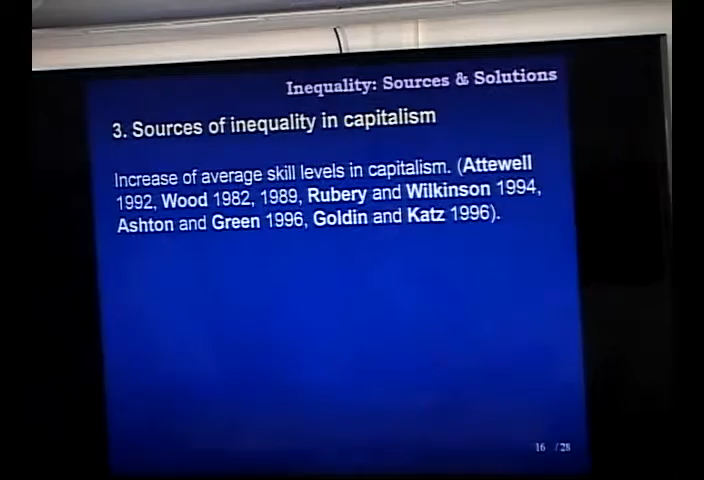 Inequality: Sources & Solutions
3. Sources of inequality in capitalism
Increase of average skill levels in capitalism. (Attewell
1992, Wood 1982, 1989, Rubery and Wilkinson 1994,
Ashton and Green 1996, Goldin and Katz 1996).
16 / 28